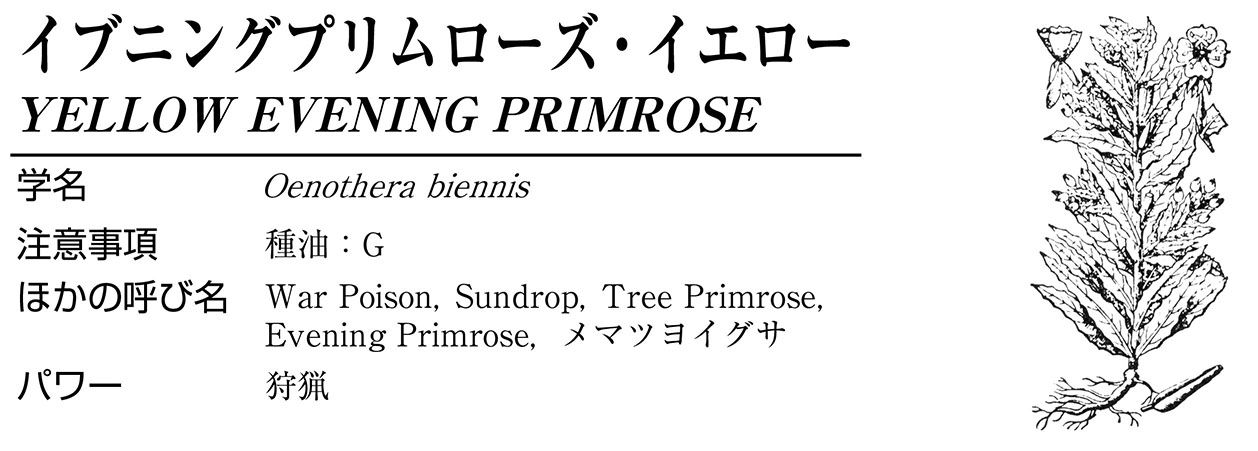 イブニングプリムローズ・イエロー
YELLOW EVENING PRIMROSE
学名 Oenothera biennis
注意事項 種油：G
ほかの呼び名 War Poison, Sundrop, Tree Primrose,
Evening Primrose, メマツヨイグサ
パワー 狩猟